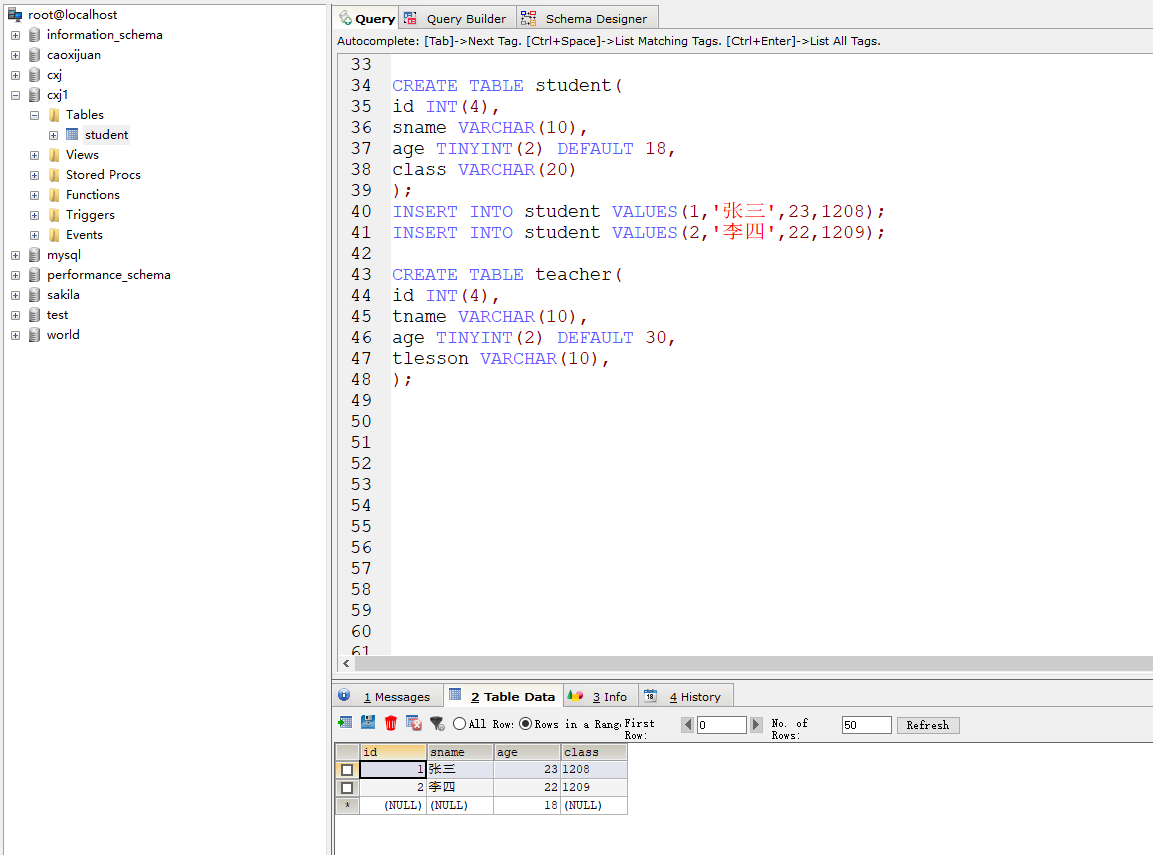 root@localhost
information_schema
caoxijuan
cxj
cxj1
Tables
student
Views
Stored Procs
Functions
Triggers
Events
mysql
performance_schema
sakila
test
world
Query Query Builder Schema Designer
Autocomplete: [Tab]->Next Tag. [Ctrl+Space]->List Matching Tags. [Ctrl+Enter]->List All Tags.
33
34 CREATE TABLE student(
35 id INT(4),
36 sname VARCHAR(10),
37 age TINYINT(2) DEFAULT 18,
38 class VARCHAR(20)
39 );
40 INSERT INTO student VALUES(1,'张三',23,1208);
41 INSERT INTO student VALUES(2,'李四',22,1209);
42
43 CREATE TABLE teacher(
44 id INT(4),
45 tname VARCHAR(10),
46 age TINYINT(2) DEFAULT 30,
47 tlesson VARCHAR(10),
48 );
49
50
51
52
53
54
55
56
57
58
59
60
61
1 Messages 2 Table Data 3 Info 4 History
All Row: Rows in a Rang. First Row: 0 No. of Rows: 50 Refresh
id sname age class
1 张三 23 1208
2 李四 22 1209
* (NULL) (NULL) 18 (NULL)